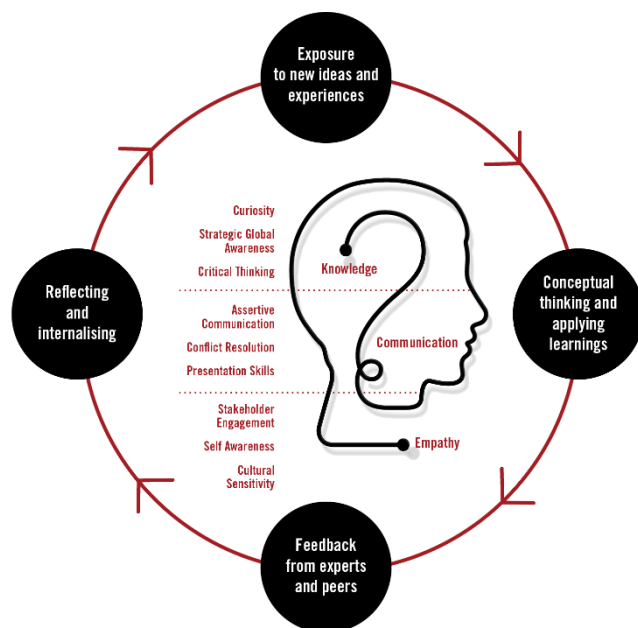 Exposure
to new ideas and
experiences
Curiosity
Strategic Global
Awareness
Critical Thinking
Knowledge
Reflecting
and
internalising
Conceptual
thinking and
applying
learnings
Assertive
Communication
Conflict Resolution
Presentation Skills
Communication
Stakeholder
Engagement
Self Awareness
Cultural
Sensitivity
Empathy
Feedback
from experts
and peers